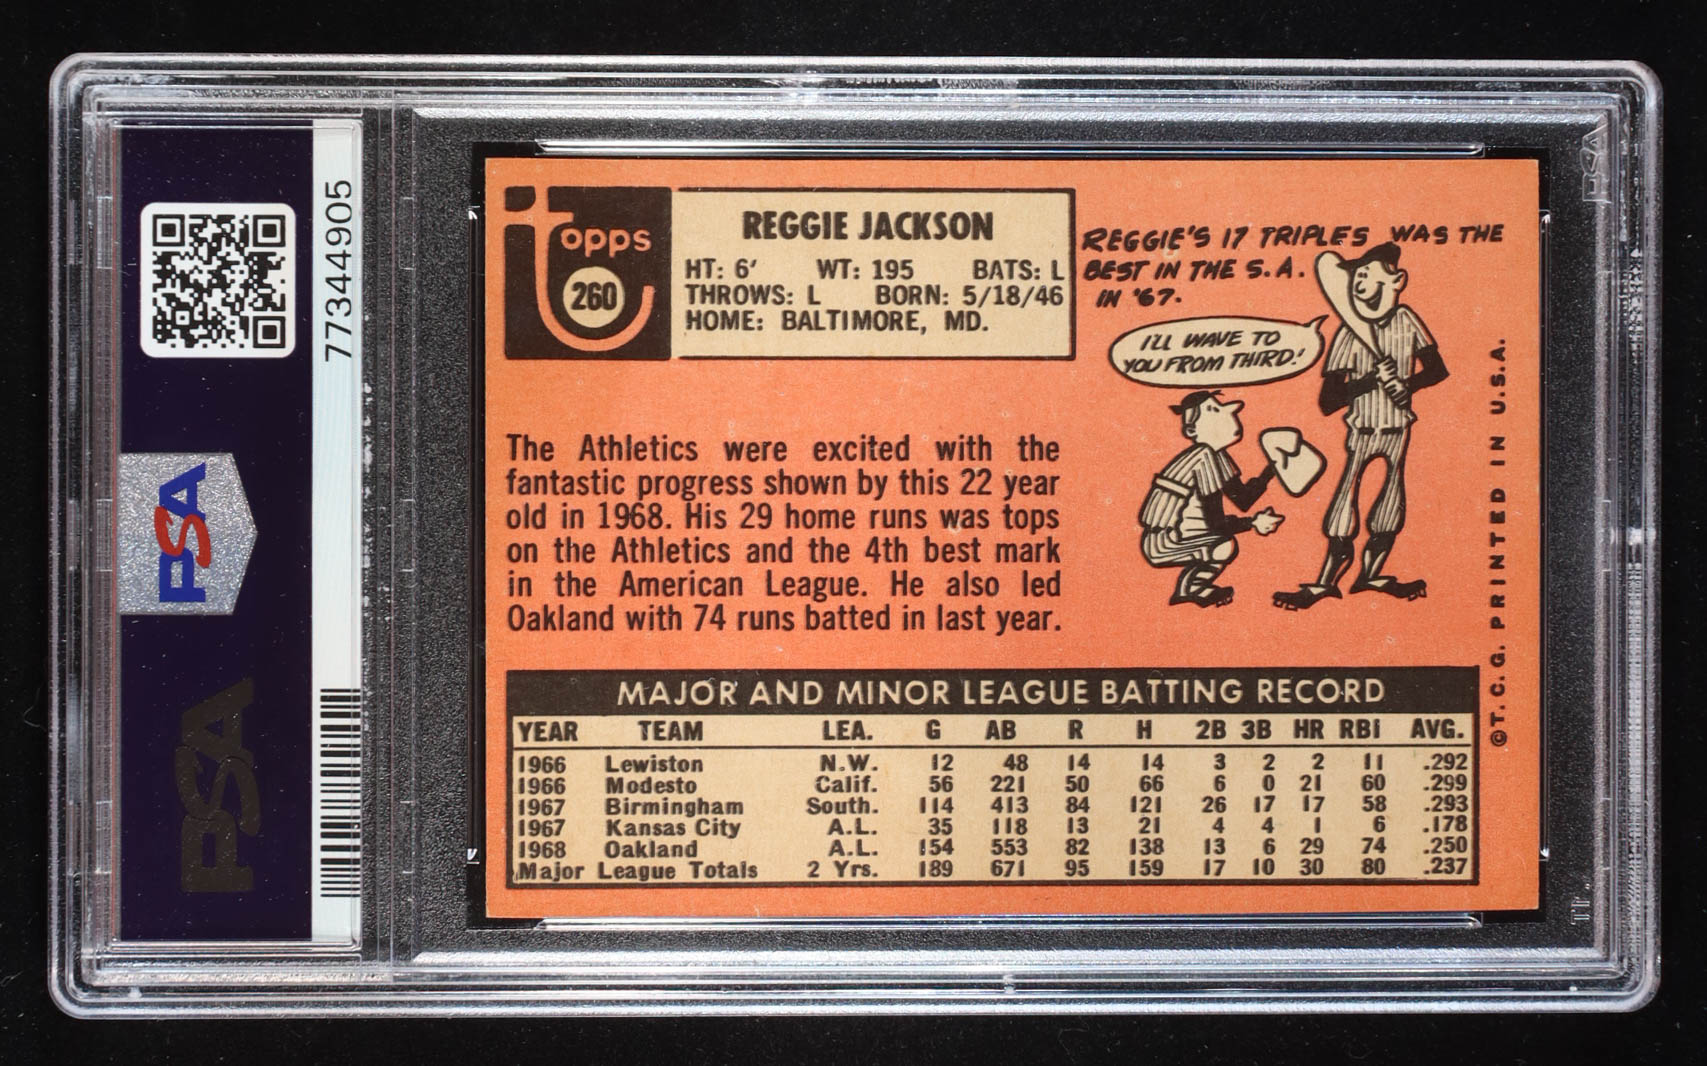 77344905
PSA
PSA
PSA
Topps
260
REGGIE JACKSON
HT: 6' WT: 195 BATS: L
THROWS: L BORN: 5/18/46
HOME: BALTIMORE, MD.
REGGIE'S 17 TRIPLES WAS THE
BEST IN THE S.A.
IN '67.
I'LL WAVE TO
YOU FROM THIRD!
The Athletics were excited with the
fantastic progress shown by this 22 year
old in 1968. His 29 home runs was tops
on the Athletics and the 4th best mark
in the American League. He also led
Oakland with 74 runs batted in last year.
©T. C. G. PRINTED IN U.S.A.
MAJOR AND MINOR LEAGUE BATTING RECORD
YEAR TEAM LEA. G AB R H 2B 3B HR RBI AVG.
1966 Lewiston N.W. 12 48 14 14 3 2 2 11 .292
1966 Modesto Calif. 56 221 50 66 6 0 21 60 .299
1967 Birmingham South. 114 413 84 121 26 17 17 58 .293
1967 Kansas City A.L. 35 118 13 21 4 4 1 6 .178
1968 Oakland A.L. 154 553 82 138 13 6 29 74 .250
Major League Totals 2 Yrs. 189 671 95 159 17 10 30 80 .237